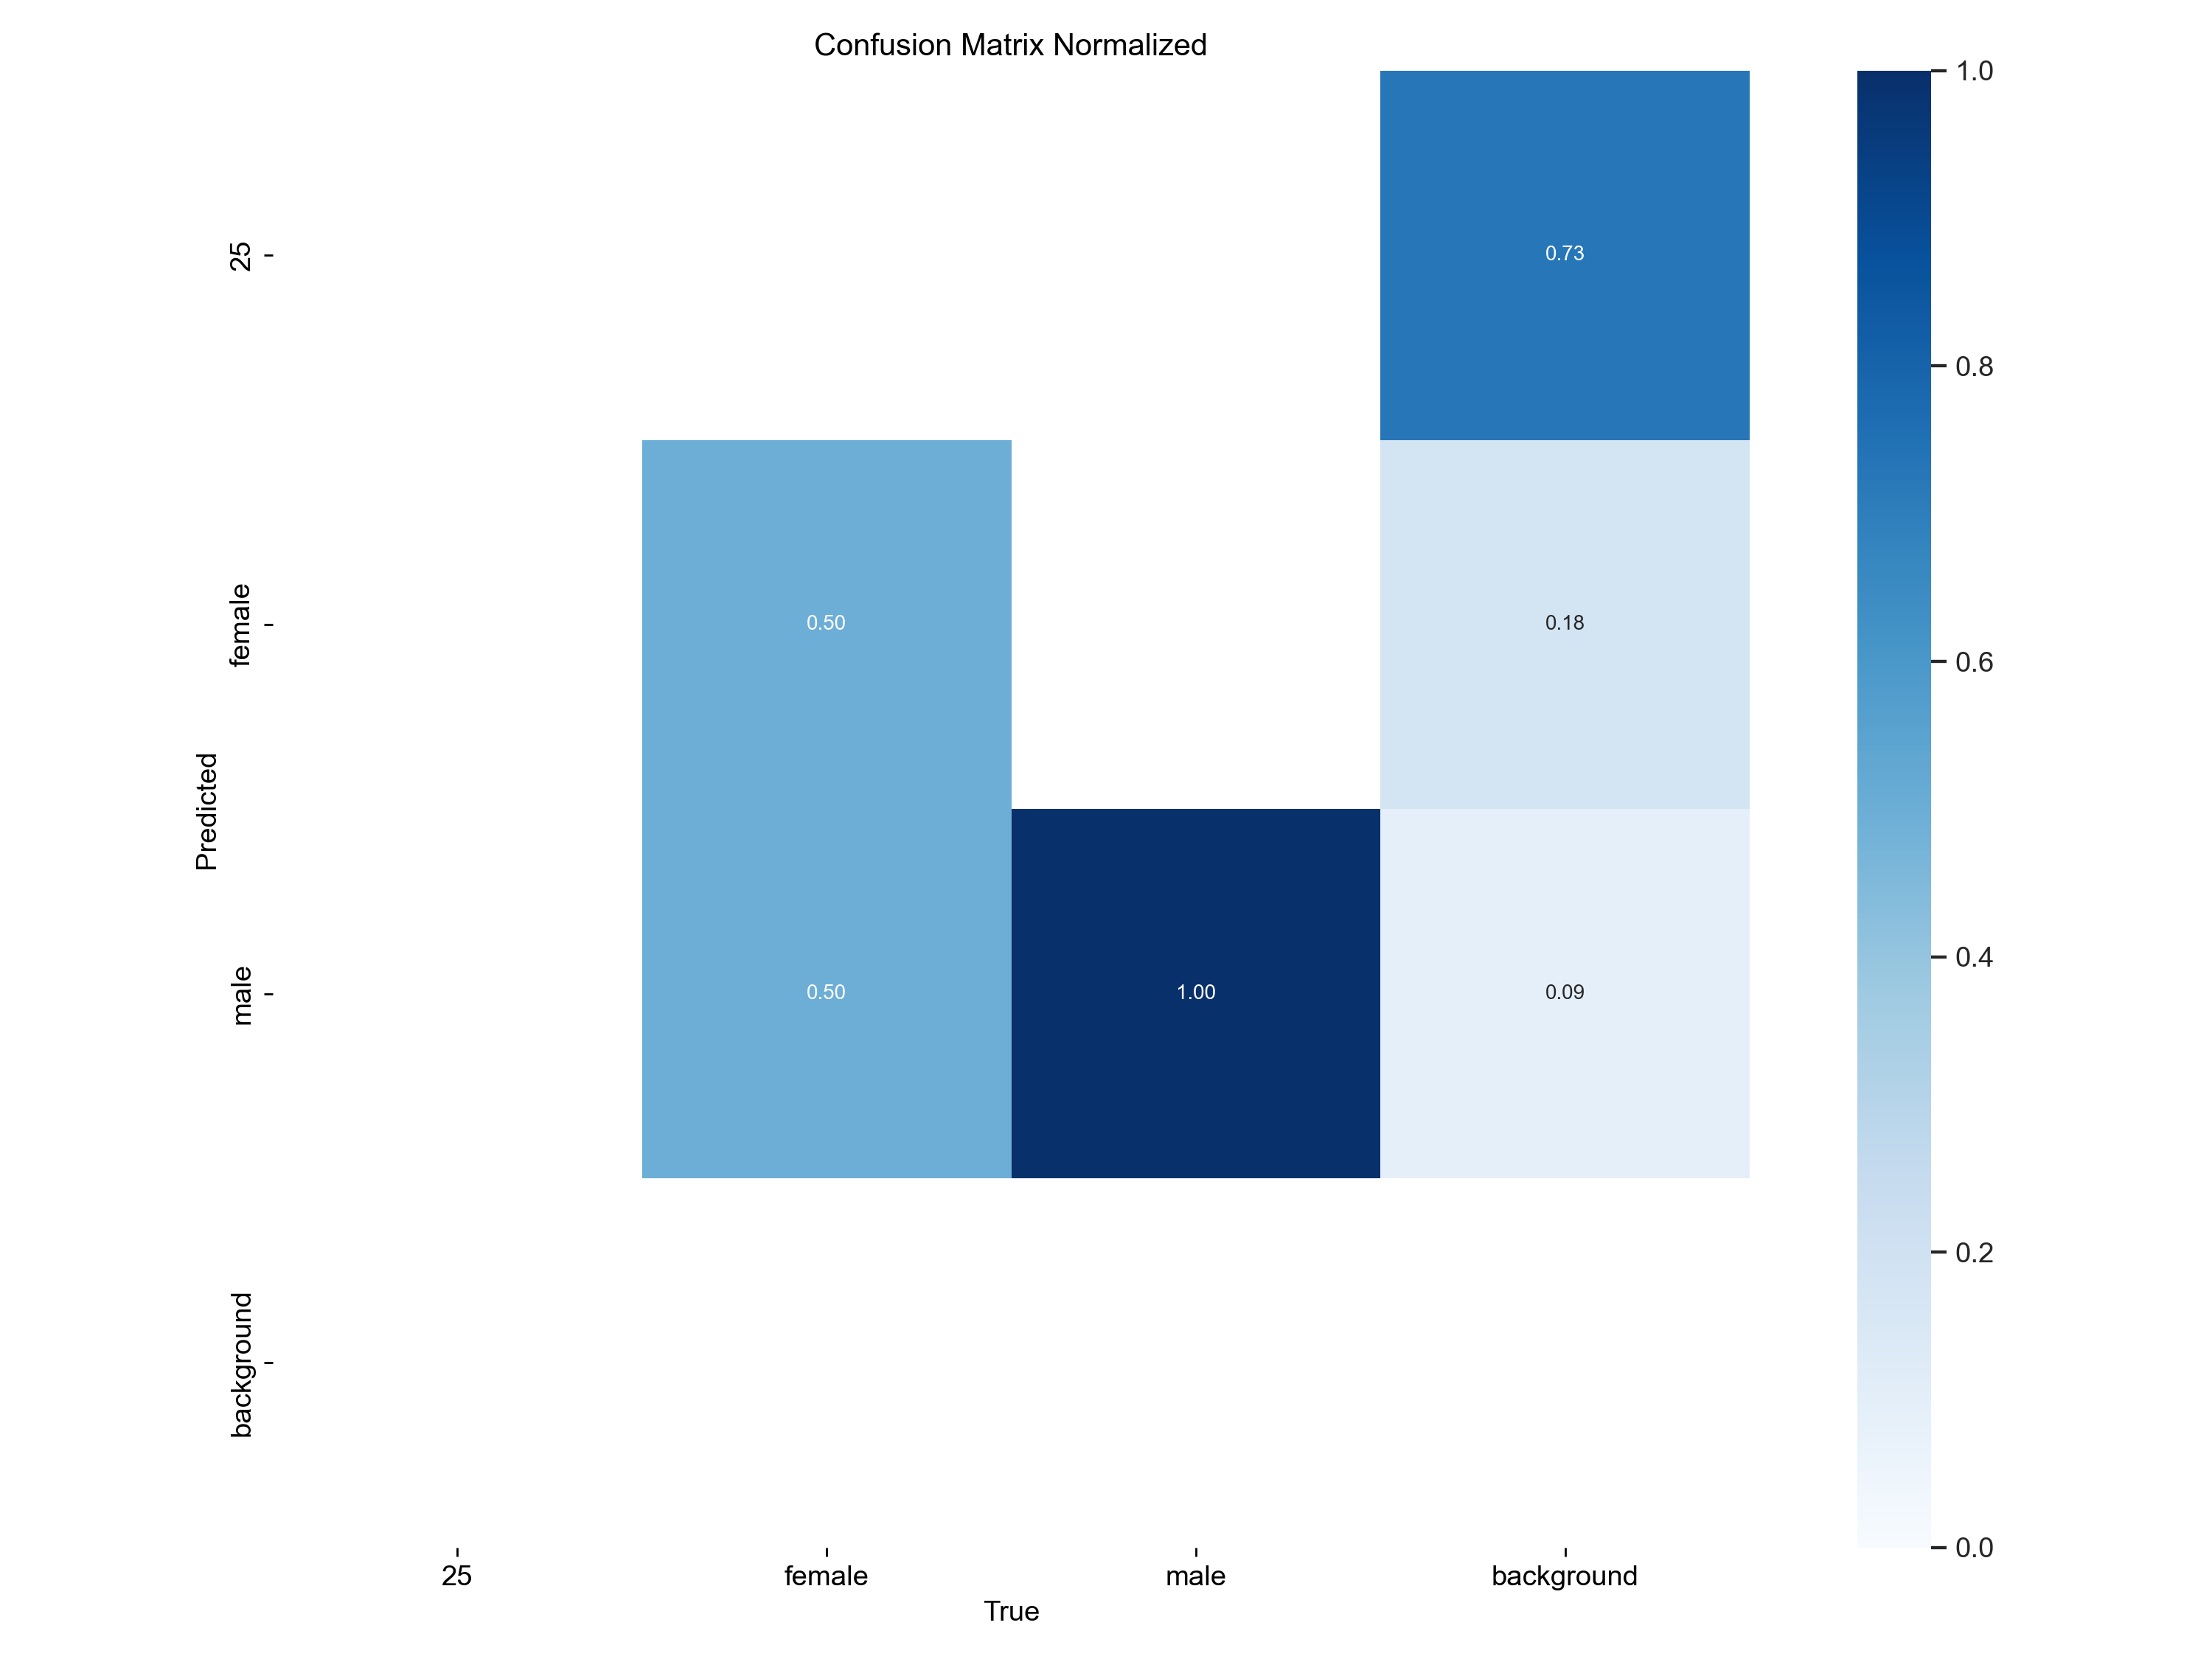 Confusion Matrix Normalized
1.0
25
0.73
0.8
female
0.50
0.18
0.6
Predicted
male
0.50
1.00
0.09
0.4
background
0.2
0.0
25
female
male
background
True